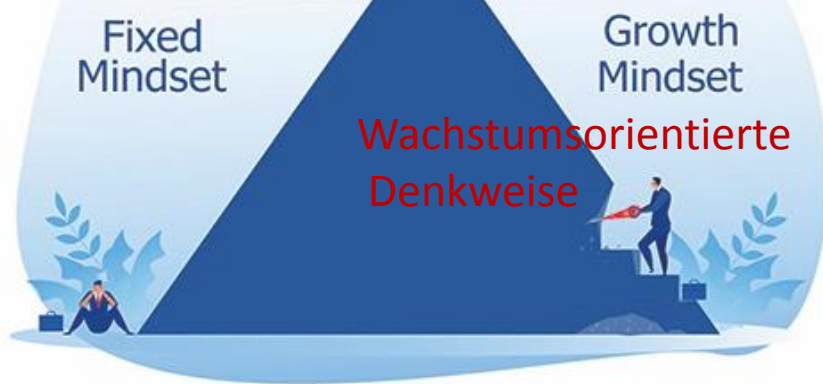 Fixed
Mindset
Growth
Mindset
Wachstumsorientierte
Denkweise